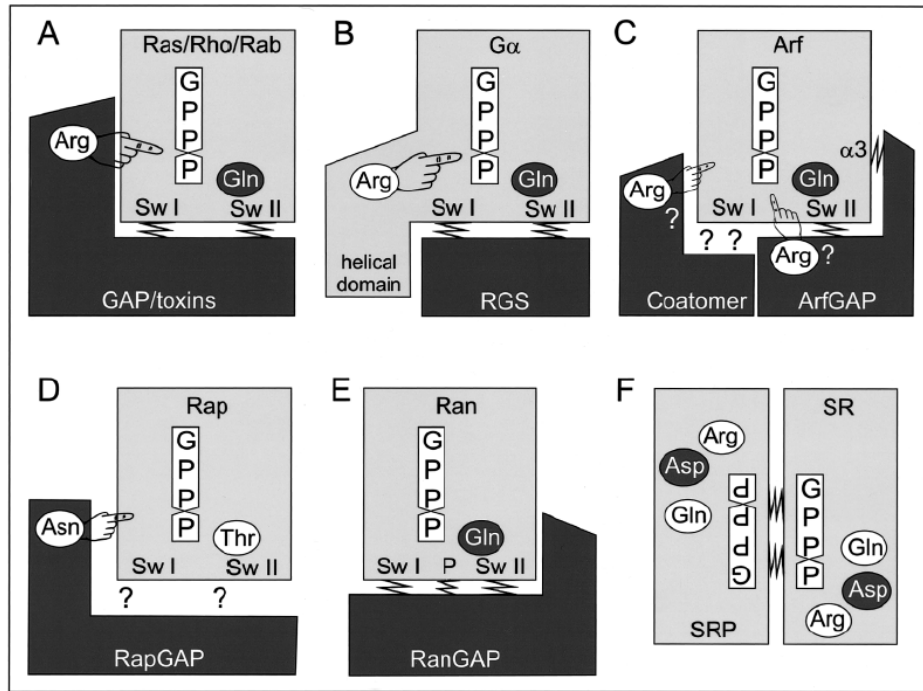 A
Ras/Rho/Rab
G
P
P
P
Arg
Gln
Sw I Sw II
GAP/toxins
B
Gα
G
P
P
P
Arg
Gln
Sw I Sw II
helical
domain
RGS
C
Arf
G
P
P
P
α3
Arg
Gln
?
Sw I Sw II
? ?
Arg ?
Coatomer ArfGAP
D
Rap
G
P
P
P
Asn
Thr
Sw I Sw II
? ?
RapGAP
E
Ran
G
P
P
P
Gln
Sw I P Sw II
RanGAP
F
SR
Arg
Asp
Gln
P
P
P
G
SRP
G
P
P
P
Gln
Asp
Arg